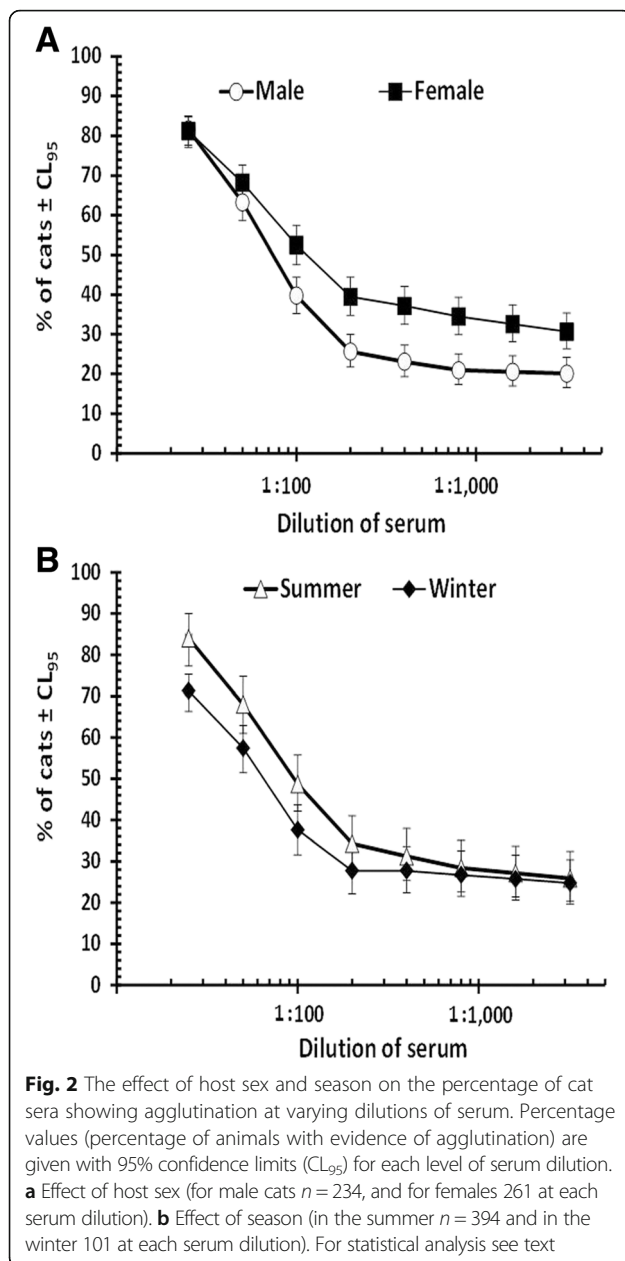 A
100
90
80
70
60
50
40
30
20
10
0
% of cats ± CL95
Male Female
1:100 1:1,000
Dilution of serum
B
100
90
80
70
60
50
40
30
20
10
0
% of cats ± CL95
Summer Winter
1:100 1:1,000
Dilution of serum
Fig. 2 The effect of host sex and season on the percentage of cat
sera showing agglutination at varying dilutions of serum. Percentage
values (percentage of animals with evidence of agglutination) are
given with 95% confidence limits (CL95) for each level of serum dilution.
a Effect of host sex (for male cats n = 234, and for females 261 at each
serum dilution). b Effect of season (in the summer n = 394 and in the
winter 101 at each serum dilution). For statistical analysis see text